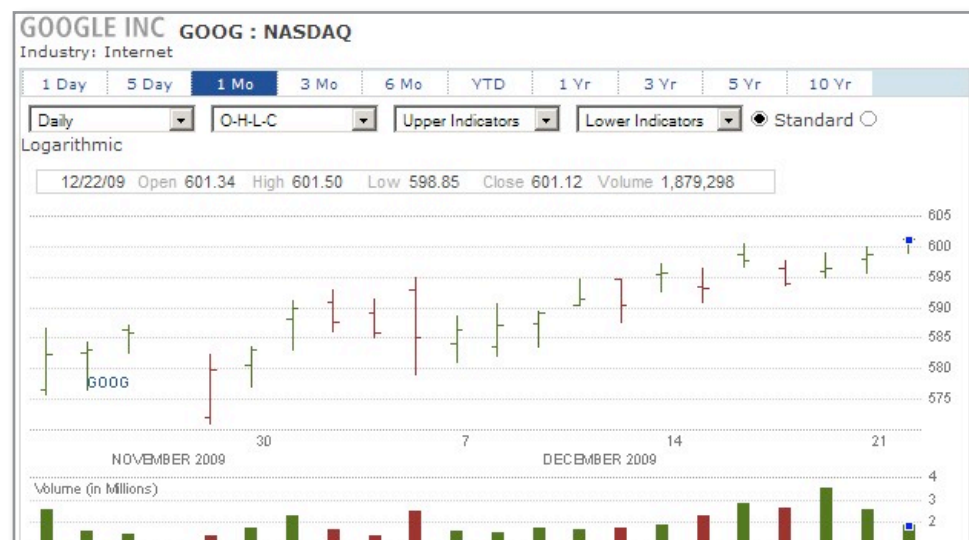 GOOGLE INC GOOG : NASDAQ
Industry: Internet
1 Day 5 Day 1 Mo 3 Mo 6 Mo YTD 1 Yr 3 Yr 5 Yr 10 Yr
Daily O-H-L-C Upper Indicators Lower Indicators Standard
Logarithmic
12/22/09 Open 601.34 High 601.50 Low 598.85 Close 601.12 Volume 1,879,298
605
600
595
590
585
580
GOOG
575
30 7 14 21
NOVEMBER 2009 DECEMBER 2009
4
Volume (in Millions)
3
2